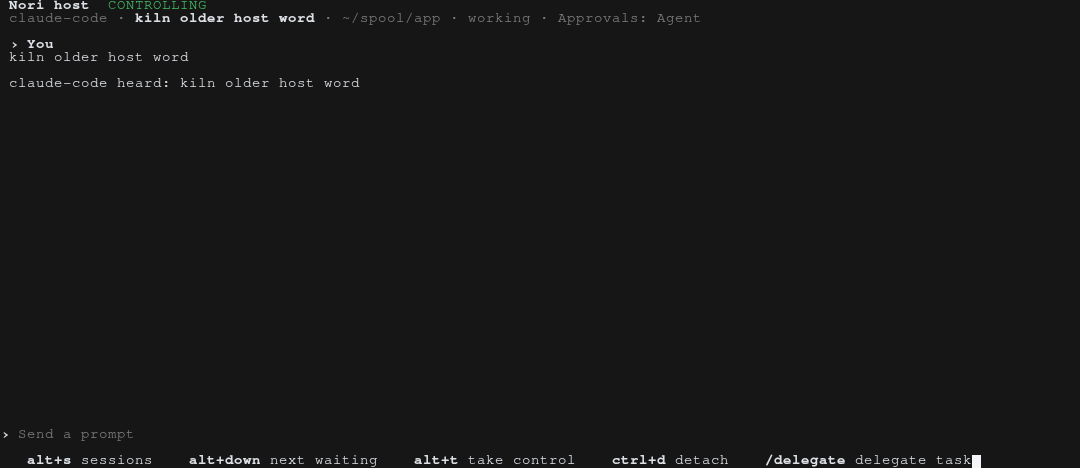 Nori host  CONTROLLING
claude-code · kiln older host word · ~/spool/app · working · Approvals: Agent
› You
kiln older host word
claude-code heard: kiln older host word
› Send a prompt
alt+s sessions    alt+down next waiting    alt+t take control    ctrl+d detach    /delegate delegate task